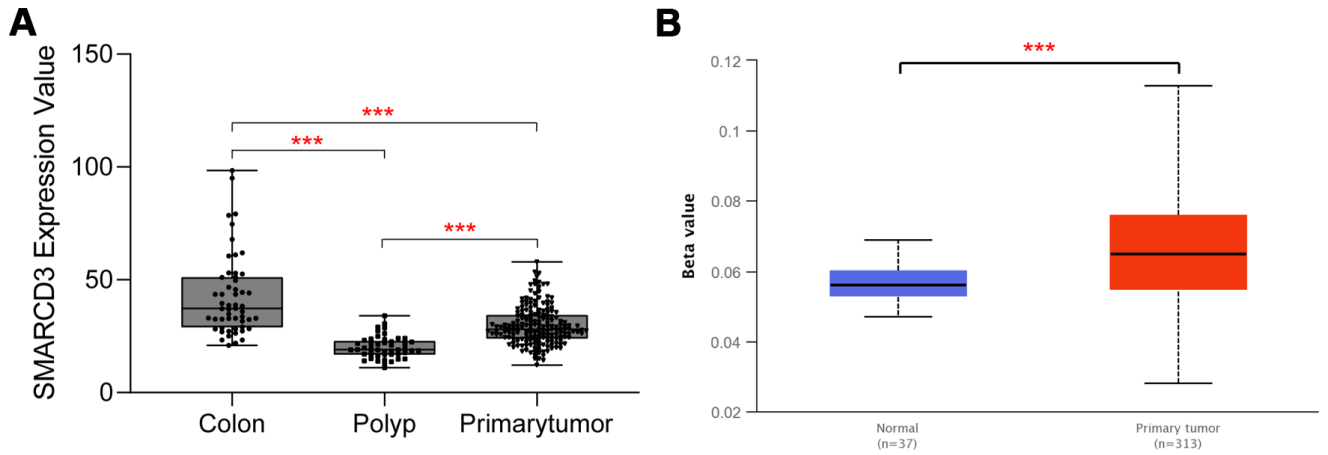 A
SMARCD3 Expression Value
150
100
50
0
***
***
***
Colon
Polyp
Primarytumor
B
Beta value
0.12
0.1
0.08
0.06
0.04
0.02
***
Normal
(n=37)
Primary tumor
(n=313)